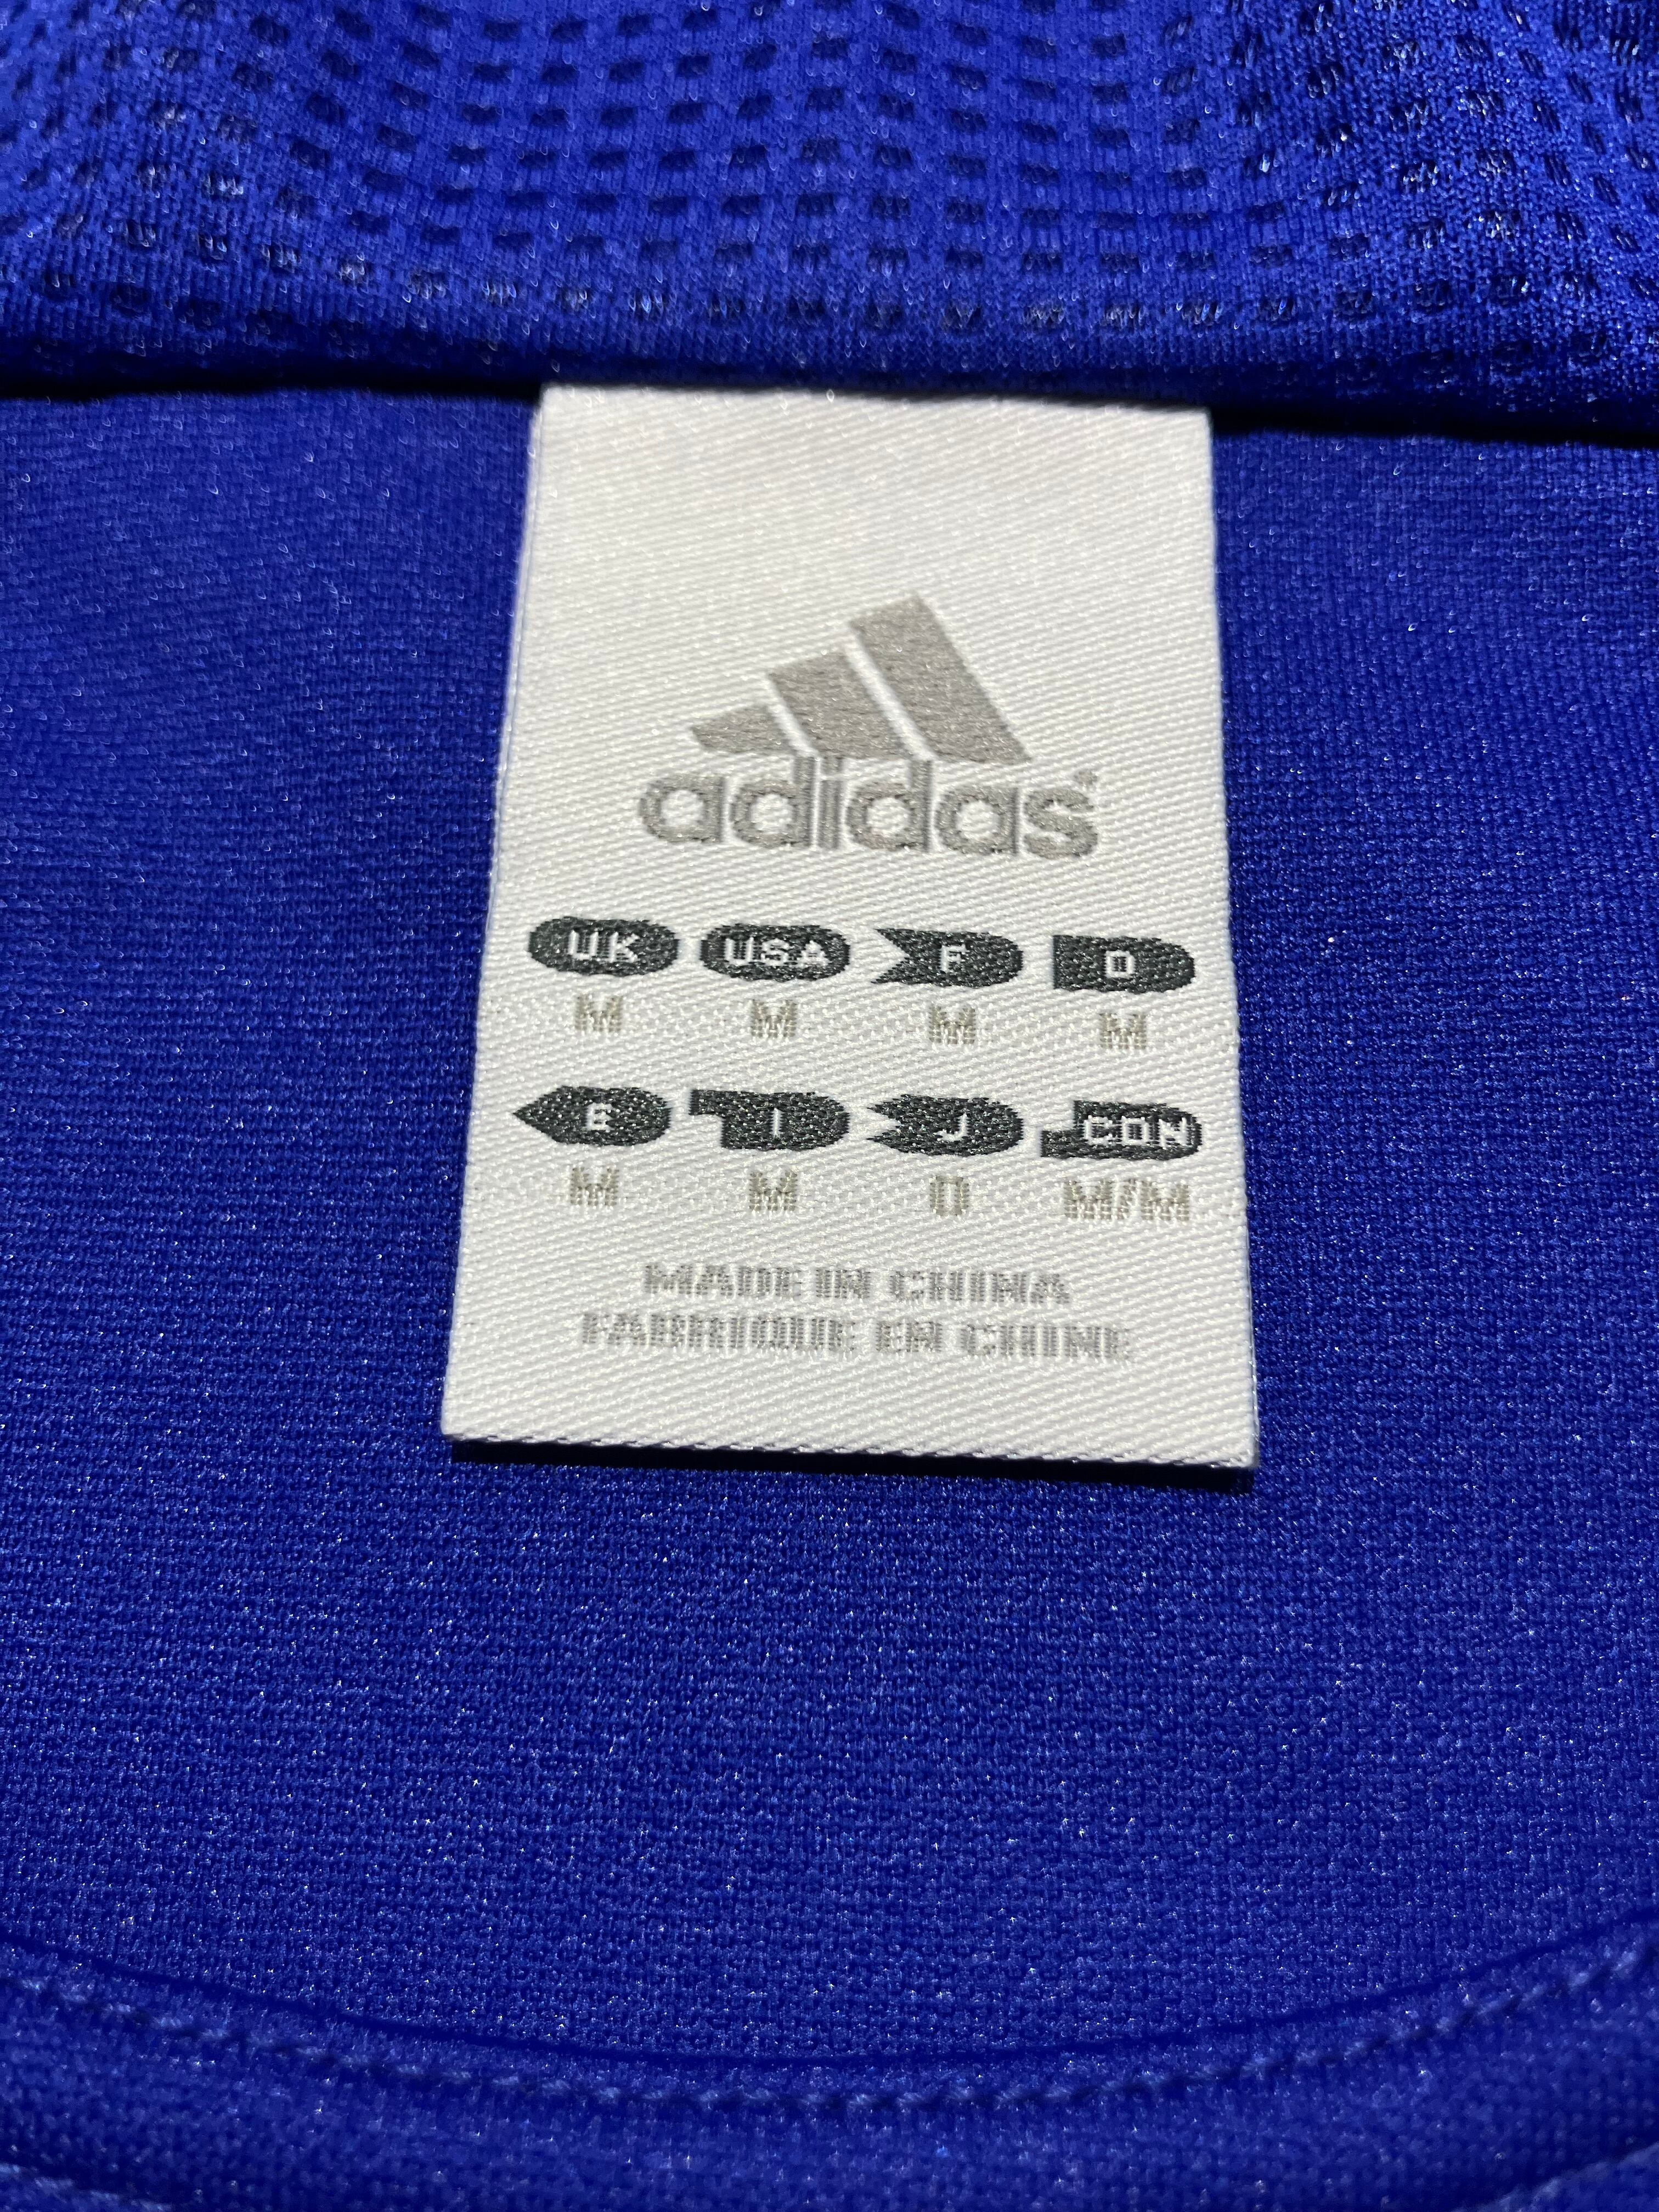 adidas®
UK USA F D
M M M M
E I J CDN
M M O M/M
MADE IN CHINA
FABRIQUE EN CHINE